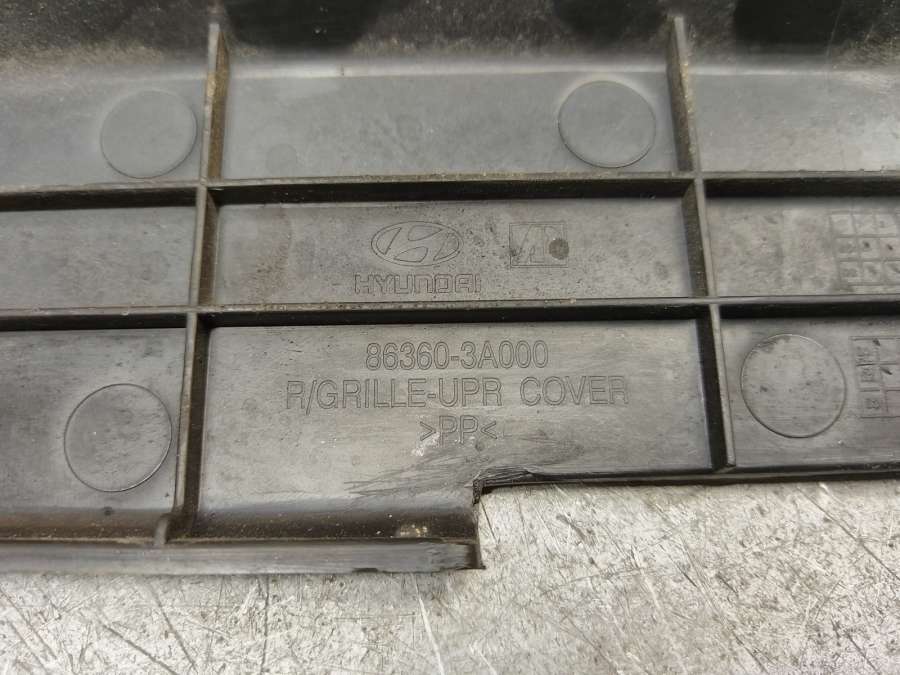 HYUNDAI
86360-3A000
R/GRILLE-UPR COVER
>PP<